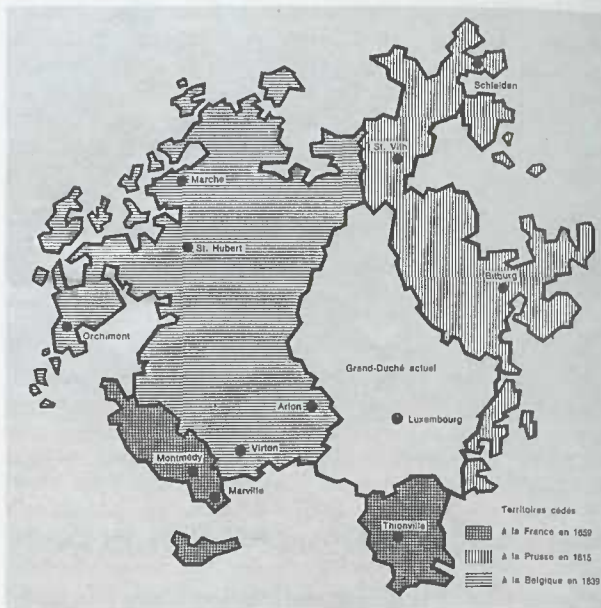 Schleiden
St. Vith
Marche
St. Hubert
Bitburg
Orchimont
Grand-Duché actuel
Arlon
Luxembourg
Virton
Montmédy
Marville
Thionville
Territoires cédés
à la France en 1659
à la Prusse en 1815
à la Belgique en 1839